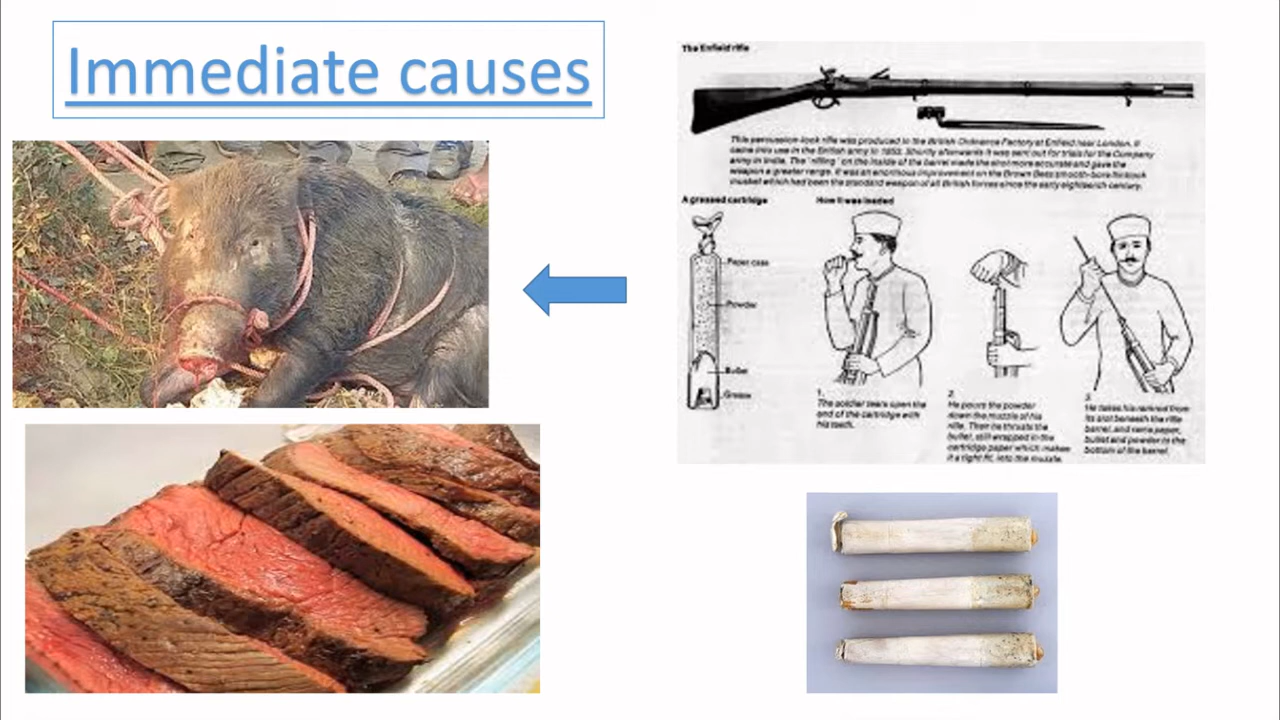 Immediate causes
The Enfield rifle
This percussion-lock rifle was produced in the British Ordnance Factory at Enfield near London. It
came into use in the British army in 1853. Shortly afterwards it was sent out for trials for the Company
army in India. The 'rifling' on the inside of the barrel made the shot more accurate and gave the
weapon a greater range. It was an enormous improvement on the Brown Bess smooth-bore flintlock
musket which had been the standard weapon of all British forces since the early eighteenth century.
A greased cartridge
How it was loaded
Paper case
Powder
Bullet
Grease
1.
The soldier tears open the
end of the cartridge with
his teeth.
2.
He pours the powder
down the muzzle of his
rifle. Then he thrusts the
bullet, still wrapped in the
cartridge paper which makes
it a tight fit, into the muzzle.
3.
He takes his ramrod from
its slot beneath the rifle
barrel, and rams paper,
bullet and powder to the
bottom of the barrel.